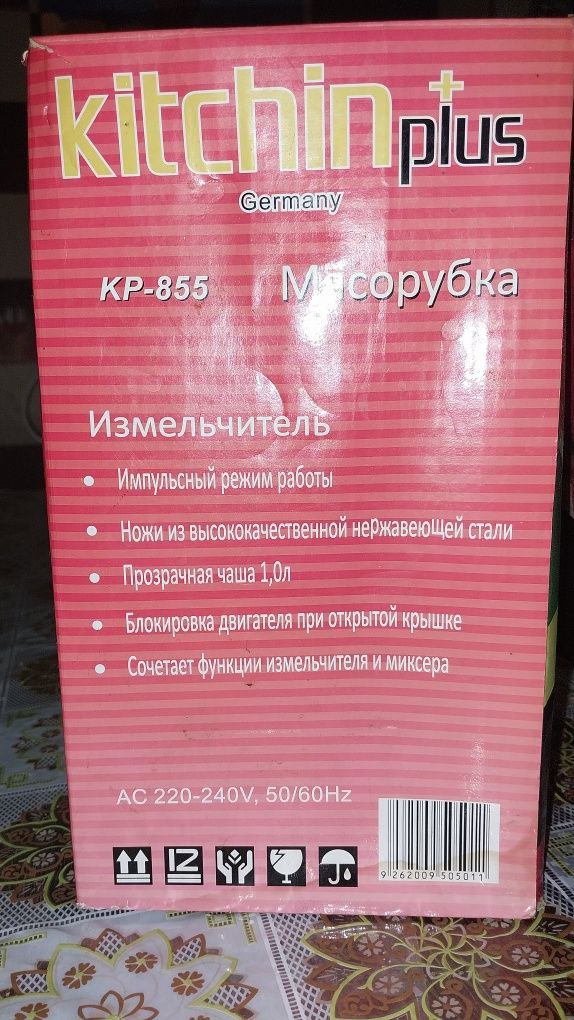 kitchin plus
Germany
KP-855 Мясорубка
Измельчитель
• Импульсный режим работы
• Ножи из высококачественной нержавеющей стали
• Прозрачная чаша 1,0л
• Блокировка двигателя при открытой крышке
• Сочетает функции измельчителя и миксера
AC 220-240V, 50/60Hz
9 262009 505011